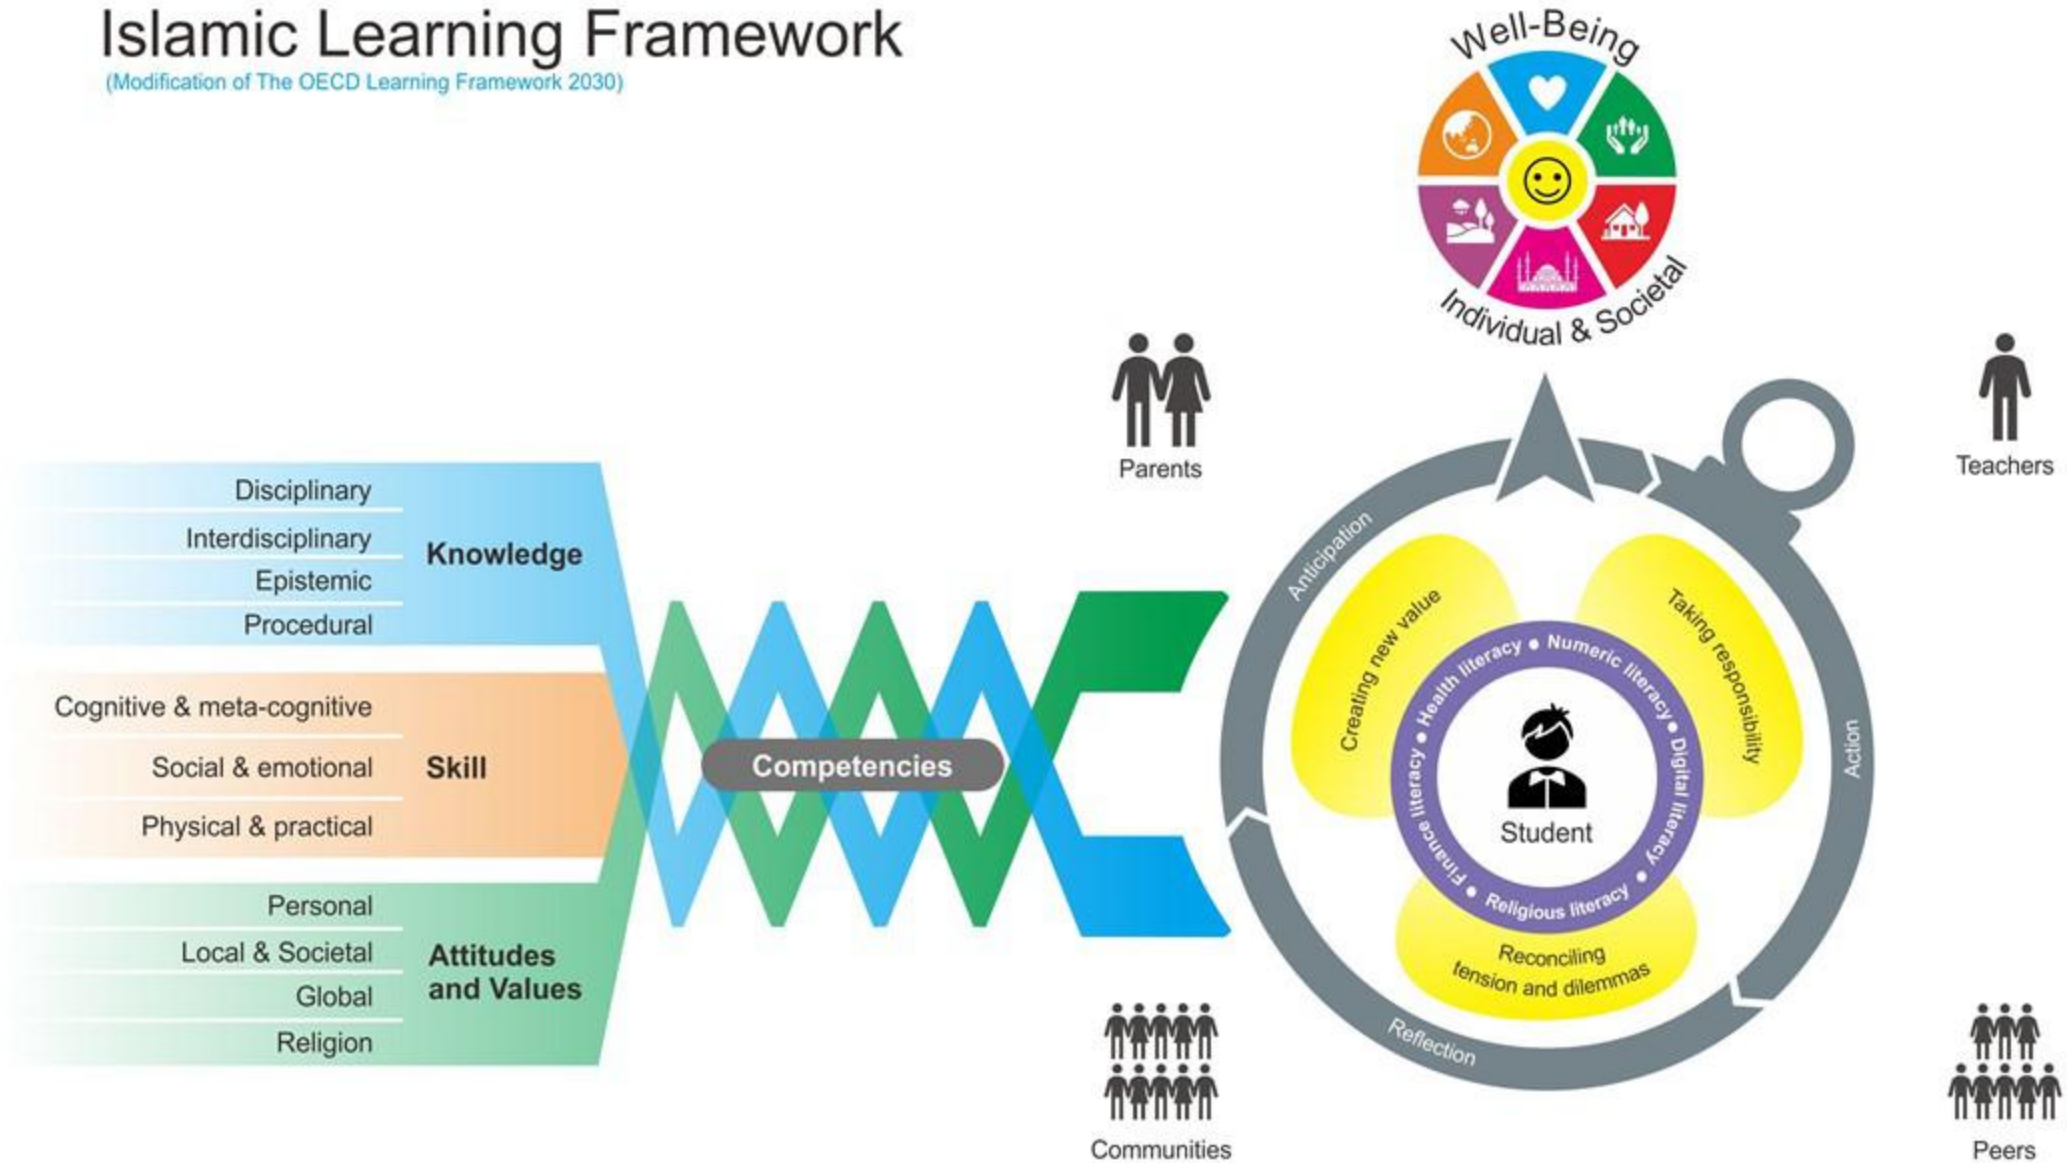 Islamic Learning Framework
(Modification of The OECD Learning Framework 2030)
Well-Being
Individual & Societal
Parents
Teachers
Disciplinary
Interdisciplinary
Epistemic
Procedural
Knowledge
Cognitive & meta-cognitive
Social & emotional
Physical & practical
Skill
Personal
Local & Societal
Global
Religion
Attitudes
and Values
Competencies
Anticipation
Action
Reflection
Creating new value
Taking responsibility
Reconciling
tension and dilemmas
Health literacy • Numeric literacy • Digital literacy • Religious literacy • Finance literacy •
Student
Communities
Peers